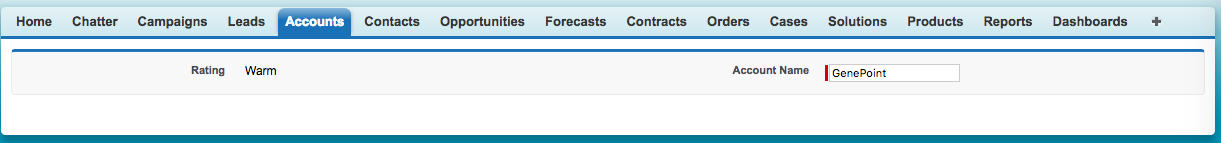 Home Chatter Campaigns Leads Accounts Contacts Opportunities Forecasts Contracts Orders Cases Solutions Products Reports Dashboards +
Rating Warm Account Name GenePoint